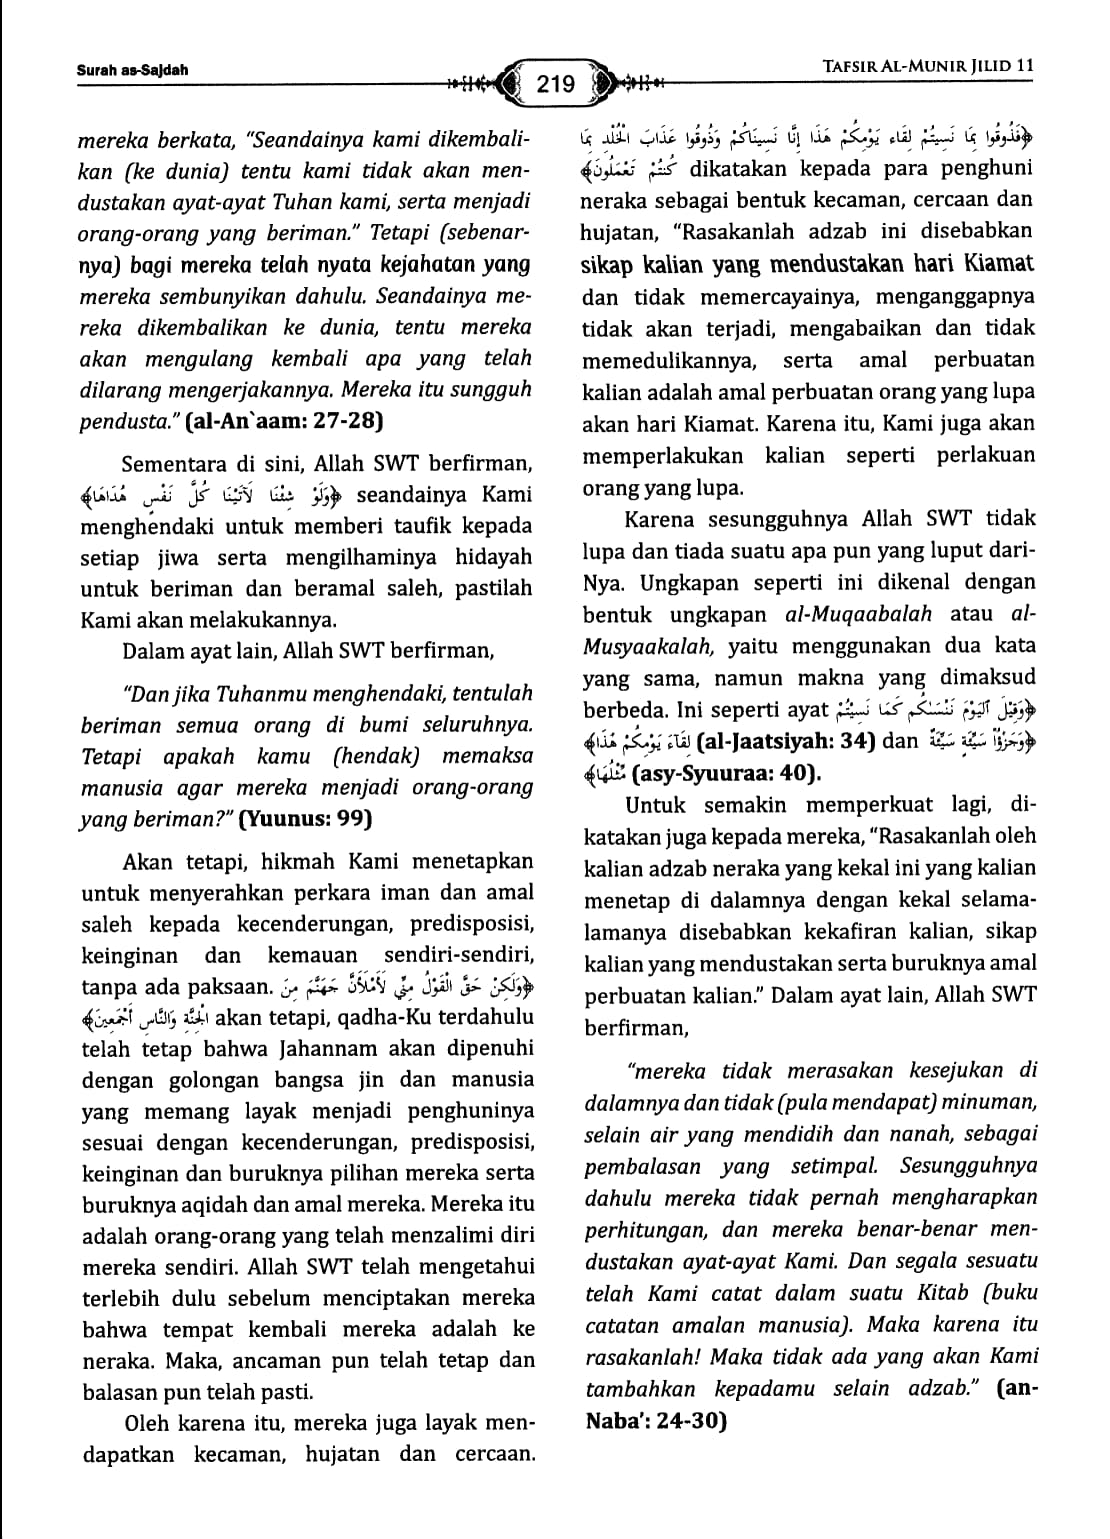 Surah as-Sajdah
219
TAFSIR AL-MUNIR JILID 11
mereka berkata, “Seandainya kami dikembali-
kan (ke dunia) tentu kami tidak akan men-
dustakan ayat-ayat Tuhan kami, serta menjadi
orang-orang yang beriman.” Tetapi (sebenar-
nya) bagi mereka telah nyata kejahatan yang
mereka sembunyikan dahulu. Seandainya me-
reka dikembalikan ke dunia, tentu mereka
akan mengulang kembali apa yang telah
dilarang mengerjakannya. Mereka itu sungguh
pendusta.” (al-An`aam: 27-28)
Sementara di sini, Allah SWT berfirman,
﴿وَلَوْ شِئْنَا لَآتَيْنَا كُلَّ نَفْسٍ هُدَاهَا﴾ seandainya Kami
menghendaki untuk memberi taufik kepada
setiap jiwa serta mengilhaminya hidayah
untuk beriman dan beramal saleh, pastilah
Kami akan melakukannya.
Dalam ayat lain, Allah SWT berfirman,
“Dan jika Tuhanmu menghendaki, tentulah
beriman semua orang di bumi seluruhnya.
Tetapi apakah kamu (hendak) memaksa
manusia agar mereka menjadi orang-orang
yang beriman?” (Yuunus: 99)
Akan tetapi, hikmah Kami menetapkan
untuk menyerahkan perkara iman dan amal
saleh kepada kecenderungan, predisposisi,
keinginan dan kemauan sendiri-sendiri,
tanpa ada paksaan. ﴿وَلَكِنْ حَقَّ الْقَوْلُ مِنِّي لَأَمْلَأَنَّ جَهَنَّمَ مِنَ
الْجِنَّةِ وَالنَّاسِ أَجْمَعِينَ﴾ akan tetapi, qadha-Ku terdahulu
telah tetap bahwa Jahannam akan dipenuhi
dengan golongan bangsa jin dan manusia
yang memang layak menjadi penghuninya
sesuai dengan kecenderungan, predisposisi,
keinginan dan buruknya pilihan mereka serta
buruknya aqidah dan amal mereka. Mereka itu
adalah orang-orang yang telah menzalimi diri
mereka sendiri. Allah SWT telah mengetahui
terlebih dulu sebelum menciptakan mereka
bahwa tempat kembali mereka adalah ke
neraka. Maka, ancaman pun telah tetap dan
balasan pun telah pasti.
Oleh karena itu, mereka juga layak men-
dapatkan kecaman, hujatan dan cercaan.
﴿فَذُوقُوا بِمَا نَسِيتُمْ لِقَاءَ يَوْمِكُمْ هَذَا إِنَّا نَسِينَاكُمْ وَذُوقُوا عَذَابَ الْخُلْدِ بِمَا
كُنْتُمْ تَعْمَلُونَ﴾ dikatakan kepada para penghuni
neraka sebagai bentuk kecaman, cercaan dan
hujatan, “Rasakanlah adzab ini disebabkan
sikap kalian yang mendustakan hari Kiamat
dan tidak memercayainya, menganggapnya
tidak akan terjadi, mengabaikan dan tidak
memedulikannya, serta amal perbuatan
kalian adalah amal perbuatan orang yang lupa
akan hari Kiamat. Karena itu, Kami juga akan
memperlakukan kalian seperti perlakuan
orang yang lupa.
Karena sesungguhnya Allah SWT tidak
lupa dan tiada suatu apa pun yang luput dari-
Nya. Ungkapan seperti ini dikenal dengan
bentuk ungkapan al-Muqaabalah atau al-
Musyaakalah, yaitu menggunakan dua kata
yang sama, namun makna yang dimaksud
berbeda. Ini seperti ayat ﴿وَقِيْلَ ٱلْيَوْمَ نَنْسٰىكُم كَمَا نَسِيْتُمْ
لِقَآءَ يَوْمِكُمْ هٰذَا﴾ (al-Jaatsiyah: 34) dan ﴿وَجَزٰٓؤُا سَيِّئَةٍ سَيِّئَةٌ
مِّثْلُهَا﴾ (asy-Syuuraa: 40).
Untuk semakin memperkuat lagi, di-
katakan juga kepada mereka, “Rasakanlah oleh
kalian adzab neraka yang kekal ini yang kalian
menetap di dalamnya dengan kekal selama-
lamanya disebabkan kekafiran kalian, sikap
kalian yang mendustakan serta buruknya amal
perbuatan kalian.” Dalam ayat lain, Allah SWT
berfirman,
“mereka tidak merasakan kesejukan di
dalamnya dan tidak (pula mendapat) minuman,
selain air yang mendidih dan nanah, sebagai
pembalasan yang setimpal. Sesungguhnya
dahulu mereka tidak pernah mengharapkan
perhitungan, dan mereka benar-benar men-
dustakan ayat-ayat Kami. Dan segala sesuatu
telah Kami catat dalam suatu Kitab (buku
catatan amalan manusia). Maka karena itu
rasakanlah! Maka tidak ada yang akan Kami
tambahkan kepadamu selain adzab.” (an-
Naba’: 24-30)